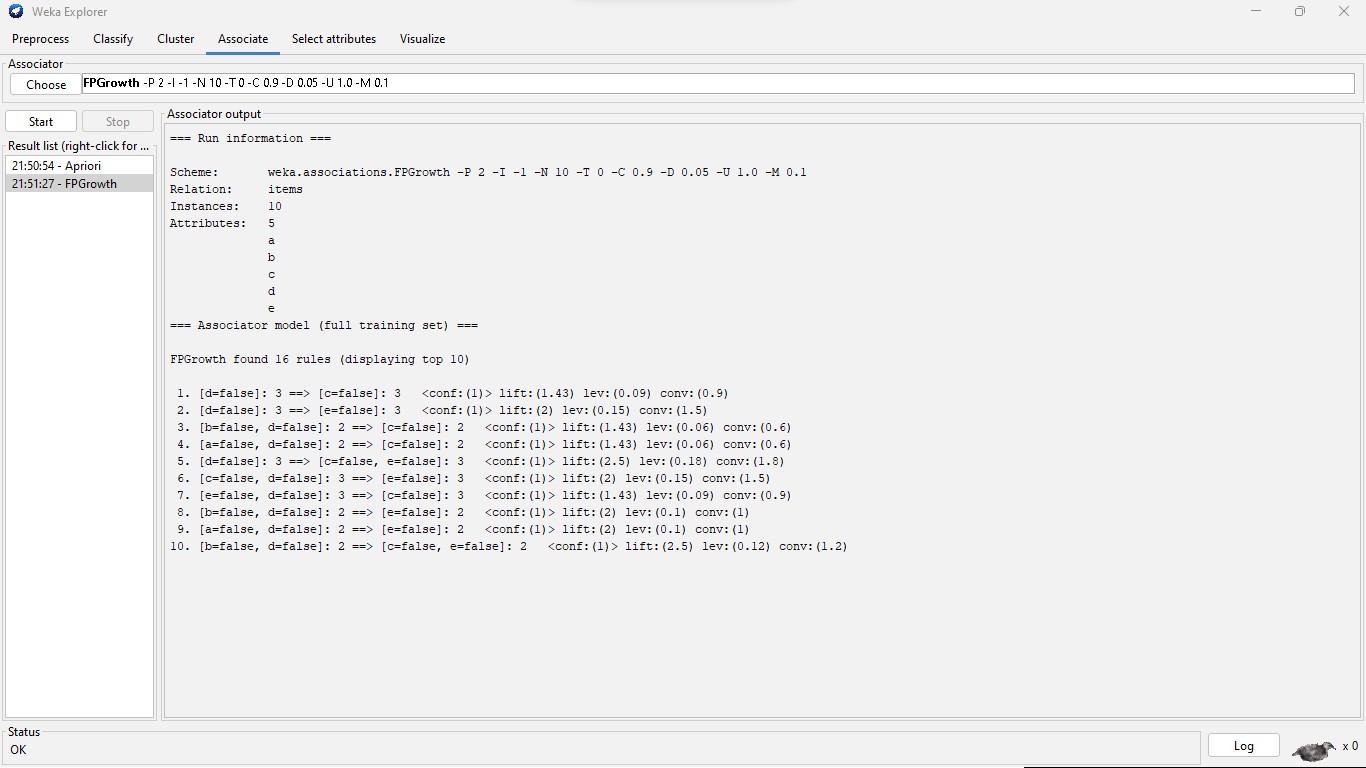 Weka Explorer
Preprocess Classify Cluster Associate Select attributes Visualize
Associator
Choose FPGrowth -P 2 -I -1 -N 10 -T 0 -C 0.9 -D 0.05 -U 1.0 -M 0.1
Start Stop
Result list (right-click for ...
21:50:54 - Apriori
21:51:27 - FPGrowth
Associator output
=== Run information ===
Scheme: weka.associations.FPGrowth -P 2 -I -1 -N 10 -T 0 -C 0.9 -D 0.05 -U 1.0 -M 0.1
Relation: items
Instances: 10
Attributes: 5
a
b
c
d
e
=== Associator model (full training set) ===
FPGrowth found 16 rules (displaying top 10)
1. [d=false]: 3 ==> [c=false]: 3 <conf:(1)> lift:(1.43) lev:(0.09) conv:(0.9)
2. [d=false]: 3 ==> [e=false]: 3 <conf:(1)> lift:(2) lev:(0.15) conv:(1.5)
3. [b=false, d=false]: 2 ==> [c=false]: 2 <conf:(1)> lift:(1.43) lev:(0.06) conv:(0.6)
4. [a=false, d=false]: 2 ==> [c=false]: 2 <conf:(1)> lift:(1.43) lev:(0.06) conv:(0.6)
5. [d=false]: 3 ==> [c=false, e=false]: 3 <conf:(1)> lift:(2.5) lev:(0.18) conv:(1.8)
6. [c=false, d=false]: 3 ==> [e=false]: 3 <conf:(1)> lift:(2) lev:(0.15) conv:(1.5)
7. [e=false, d=false]: 3 ==> [c=false]: 3 <conf:(1)> lift:(1.43) lev:(0.09) conv:(0.9)
8. [b=false, d=false]: 2 ==> [e=false]: 2 <conf:(1)> lift:(2) lev:(0.1) conv:(1)
9. [a=false, d=false]: 2 ==> [e=false]: 2 <conf:(1)> lift:(2) lev:(0.1) conv:(1)
10. [b=false, d=false]: 2 ==> [c=false, e=false]: 2 <conf:(1)> lift:(2.5) lev:(0.12) conv:(1.2)
Status
OK
Log x 0